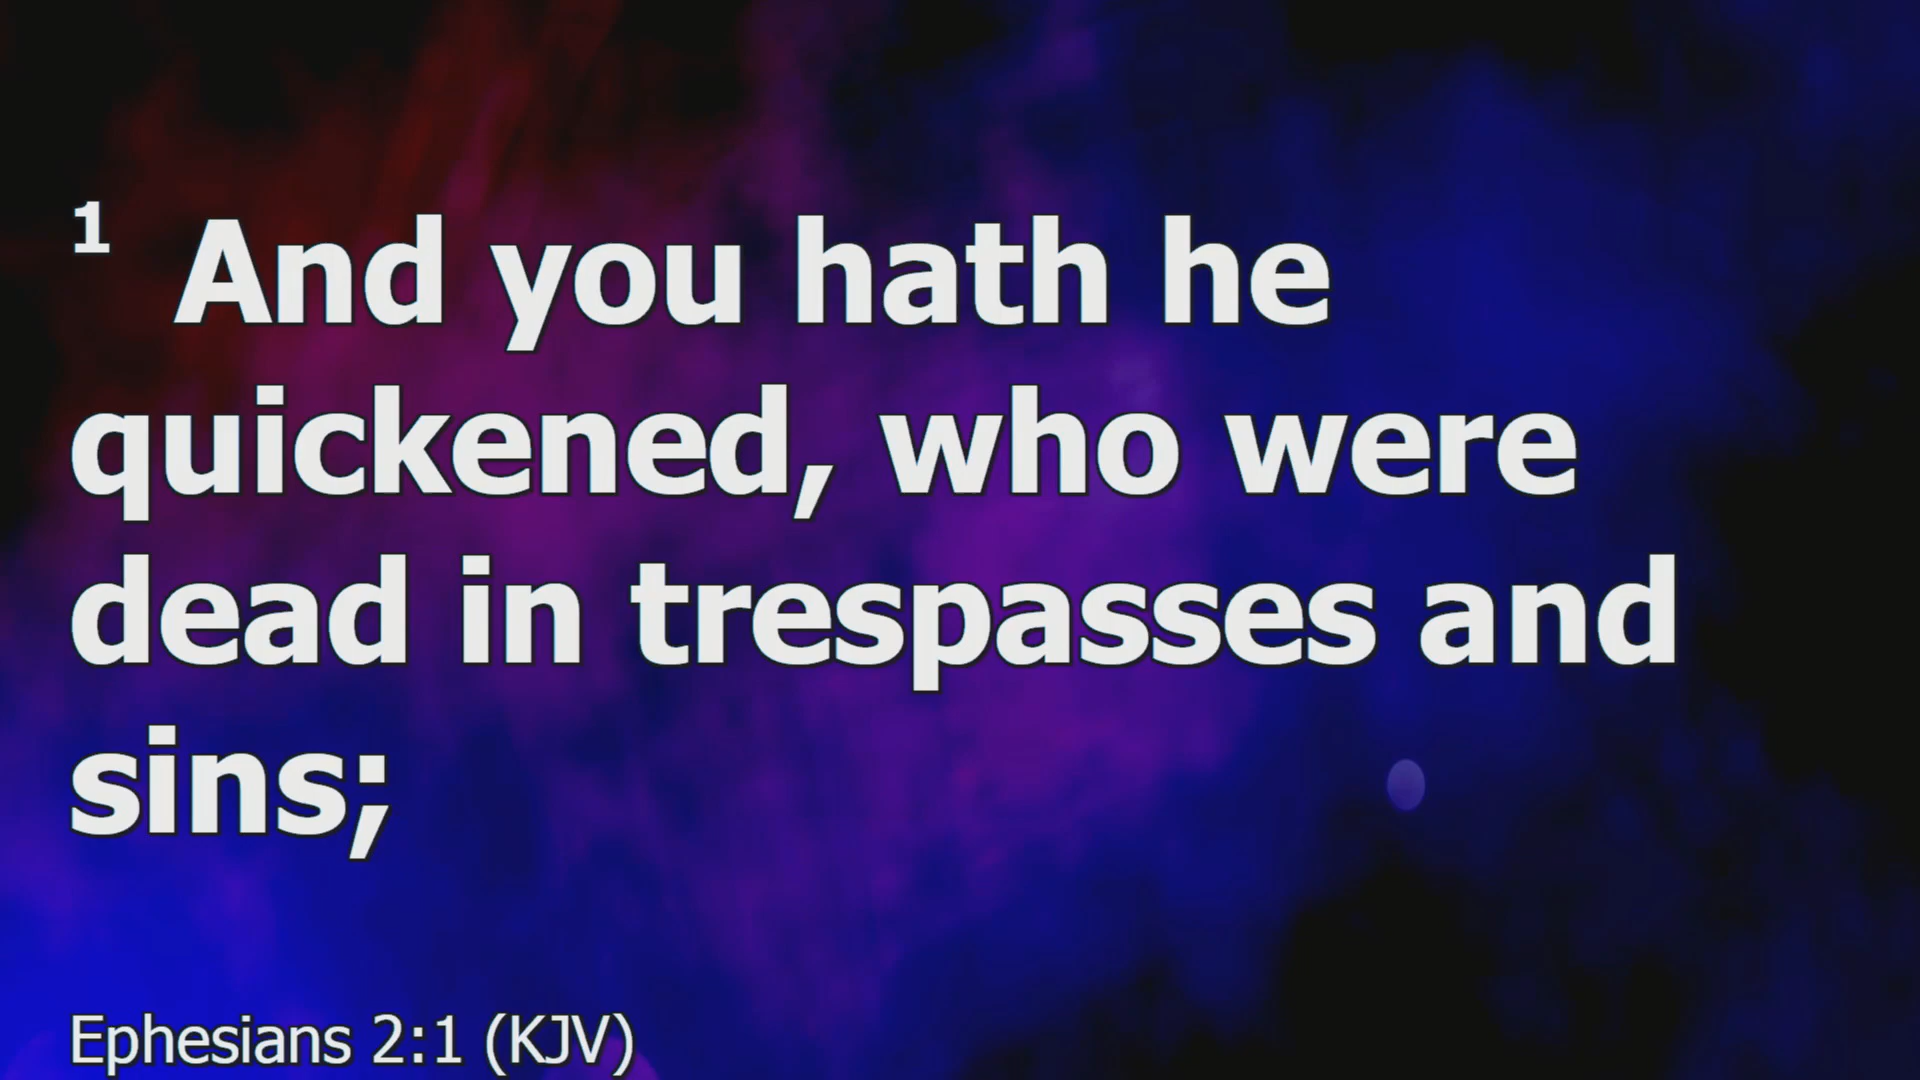 1 And you hath he
quickened, who were
dead in trespasses and
sins;
Ephesians 2:1 (KJV)